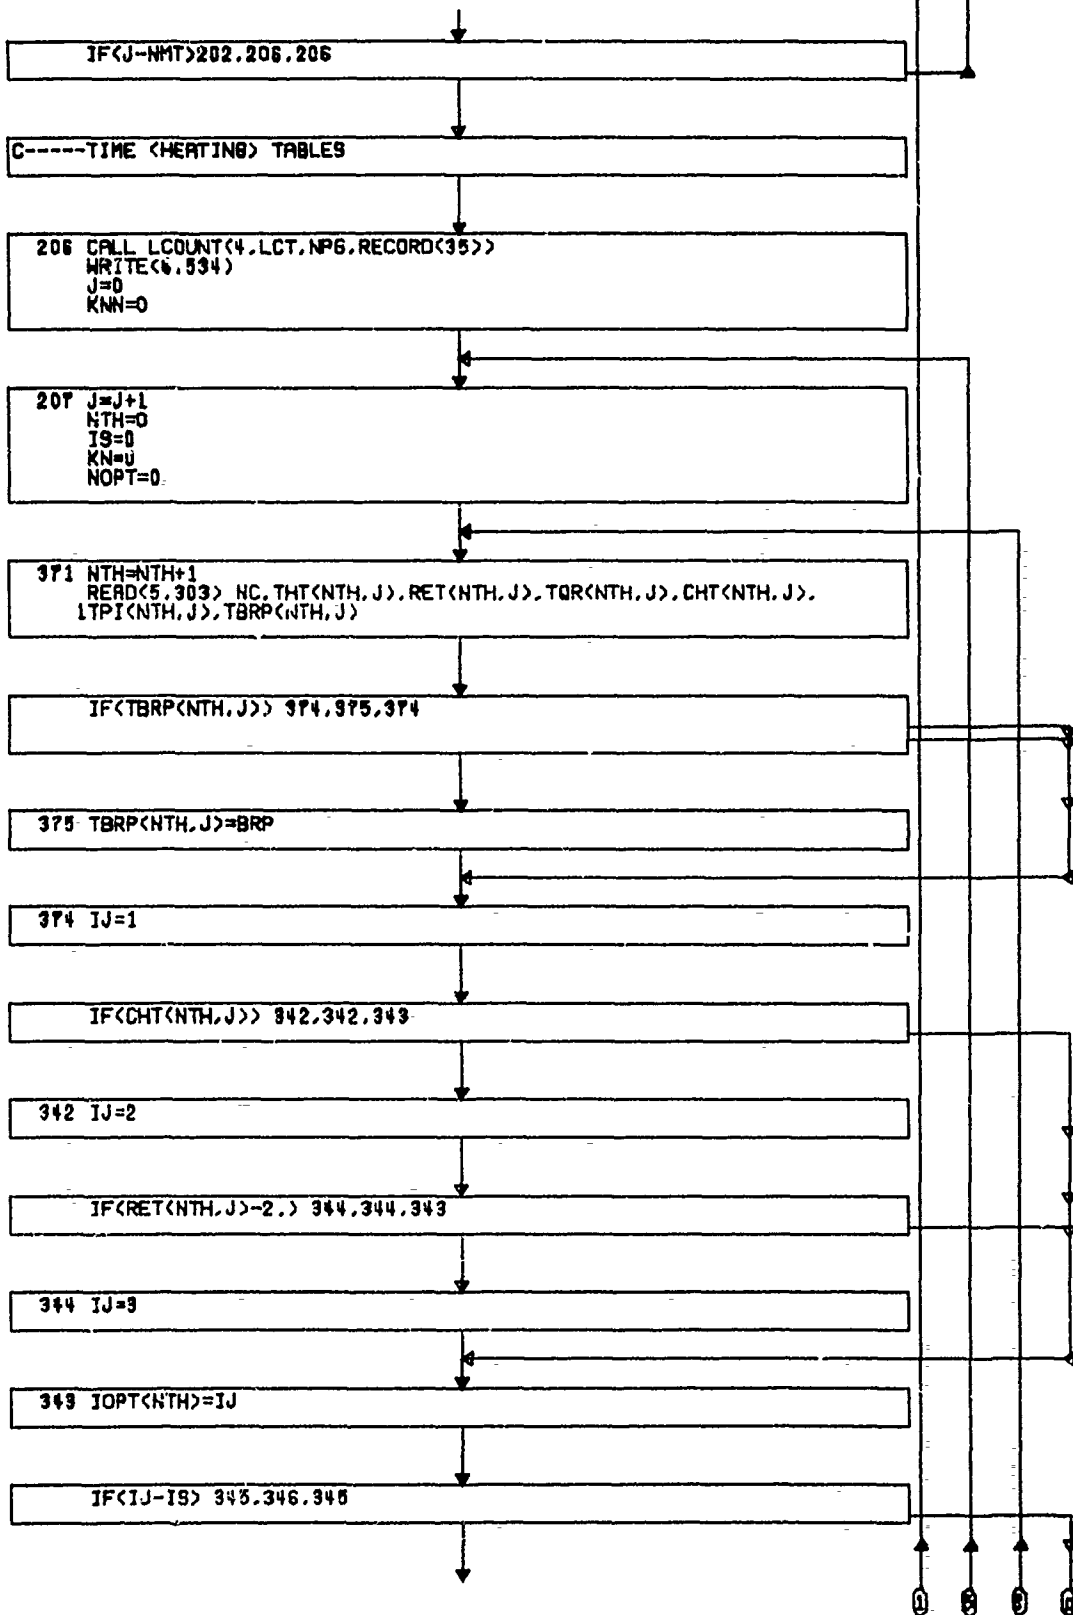 IF(J-NMT)202,206,206
C-----TIME (HEATING) TABLES
206 CALL LCOUNT(4,LCT,NPG,RECORD(35))
WRITE(6,534)
J=0
KNN=0
207 J=J+1
NTH=0
IS=0
KN=0
NOPT=0
371 NTH=NTH+1
READ(5,303) NC,THT(NTH,J),RET(NTH,J),TQR(NTH,J),CHT(NTH,J),
1TPI(NTH,J),TBRP(NTH,J)
IF(TBRP(NTH,J)) 374,375,374
375 TBRP(NTH,J)=BRP
374 IJ=1
IF(CHT(NTH,J)) 342,342,343
342 IJ=2
IF(RET(NTH,J)-2.) 344,344,343
344 IJ=3
343 IOPT(NTH)=IJ
IF(IJ-IS) 345,346,345
1